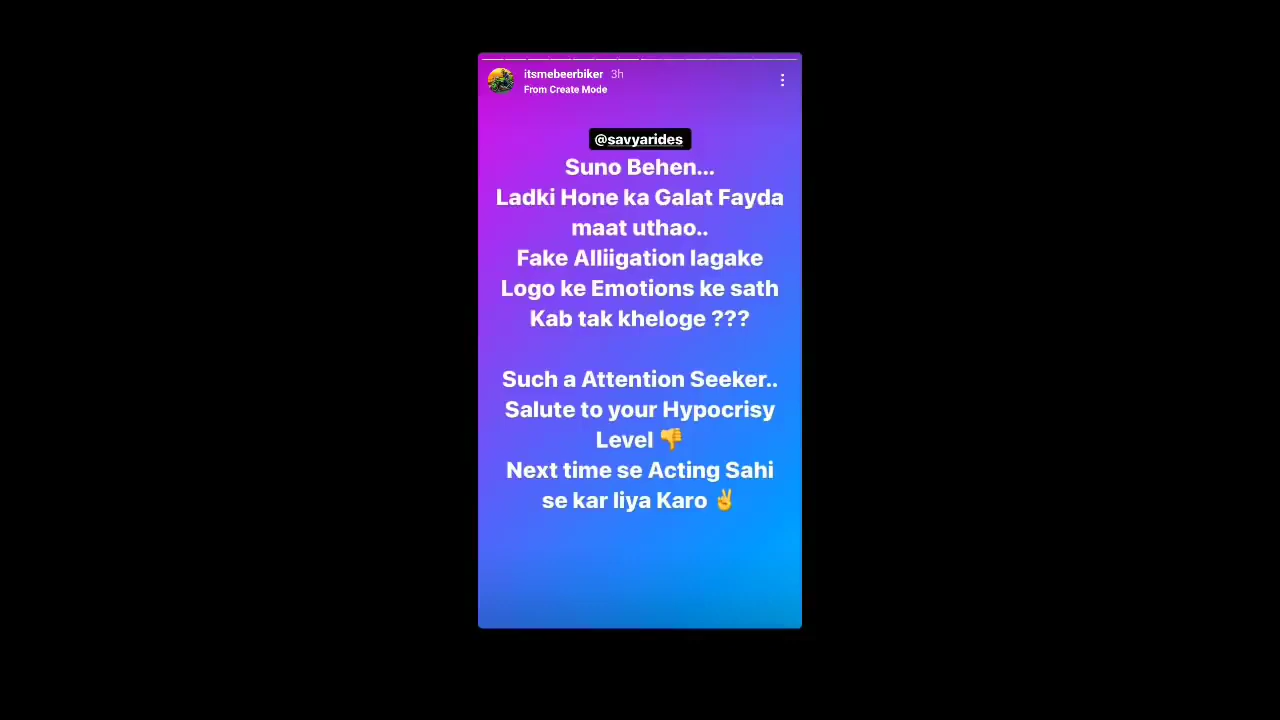 itsmebeerbiker 3h
From Create Mode
@savyarides
Suno Behen...
Ladki Hone ka Galat Fayda
maat uthao..
Fake Alliigation lagake
Logo ke Emotions ke sath
Kab tak kheloge ???
Such a Attention Seeker..
Salute to your Hypocrisy
Level 👎
Next time se Acting Sahi
se kar liya Karo ✌️